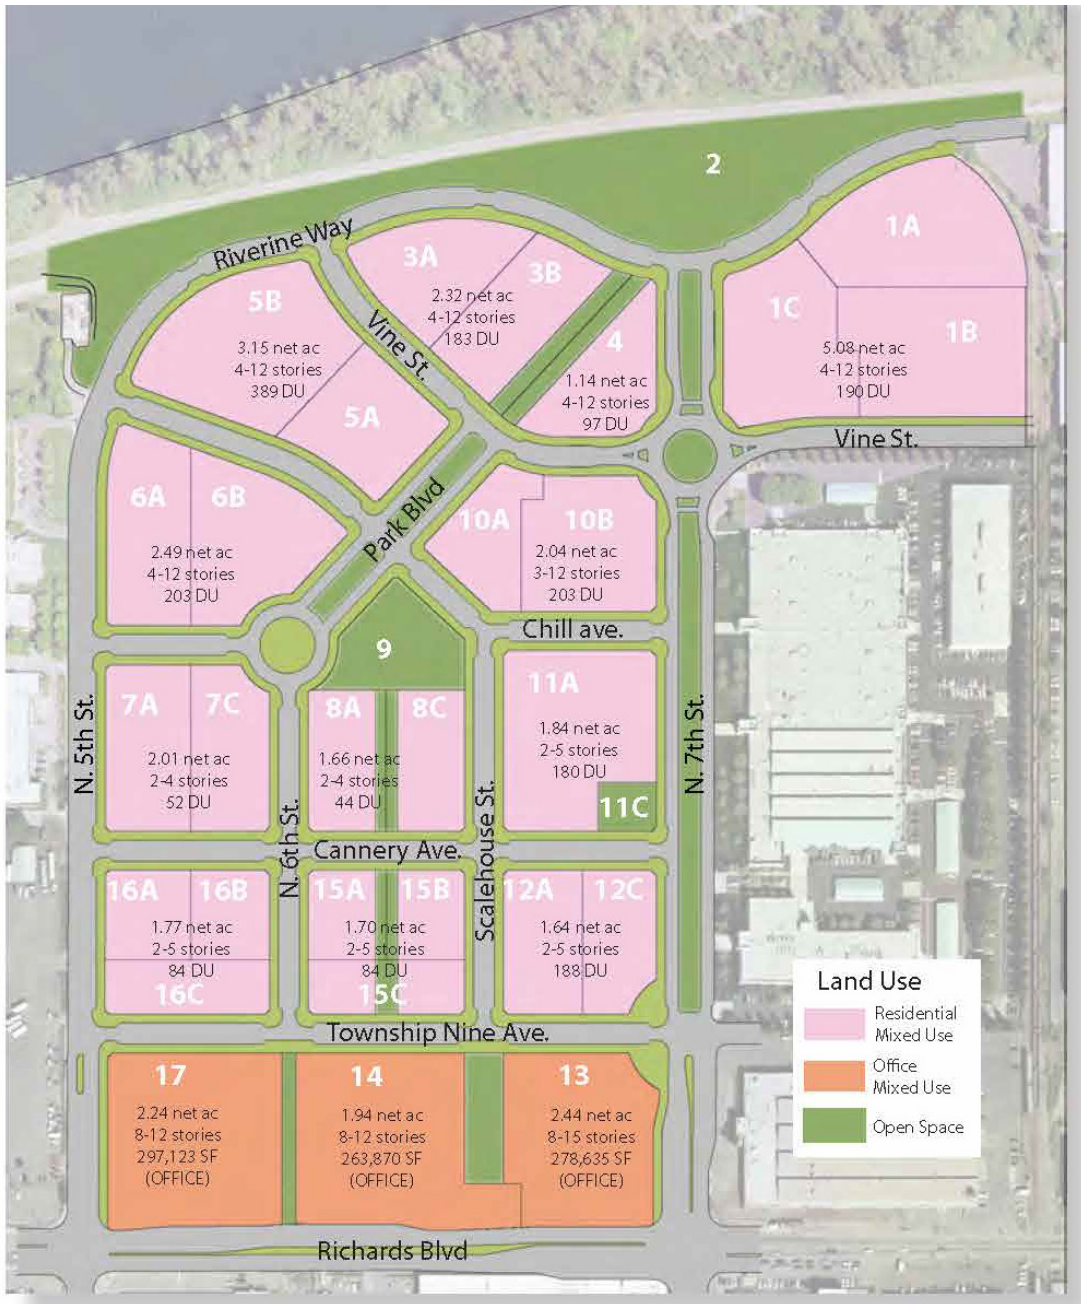 2
1A
Riverine Way
3A
3B
2.32 net ac
4-12 stories
183 DU
5B
3.15 net ac
4-12 stories
389 DU
Vine St.
4
1.14 net ac
4-12 stories
97 DU
1C
1B
5.08 net ac
4-12 stories
190 DU
5A
Vine St.
6A
6B
2.49 net ac
4-12 stories
203 DU
Park Blvd
10A
10B
2.04 net ac
3-12 stories
203 DU
Chill ave.
9
N. 5th St.
7A
7C
2.01 net ac
2-4 stories
52 DU
8A
8C
1.66 net ac
2-4 stories
44 DU
11A
1.84 net ac
2-5 stories
180 DU
11C
N. 7th St.
N. 6th St.
Cannery Ave.
Scalehouse St.
16A
16B
1.77 net ac
2-5 stories
84 DU
16C
15A
15B
1.70 net ac
2-5 stories
84 DU
15C
12A
12C
1.64 net ac
2-5 stories
188 DU
Township Nine Ave.
17
2.24 net ac
8-12 stories
297,123 SF
(OFFICE)
14
1.94 net ac
8-12 stories
263,870 SF
(OFFICE)
13
2.44 net ac
8-15 stories
278,635 SF
(OFFICE)
Richards Blvd
Land Use
Residential
Mixed Use
Office
Mixed Use
Open Space